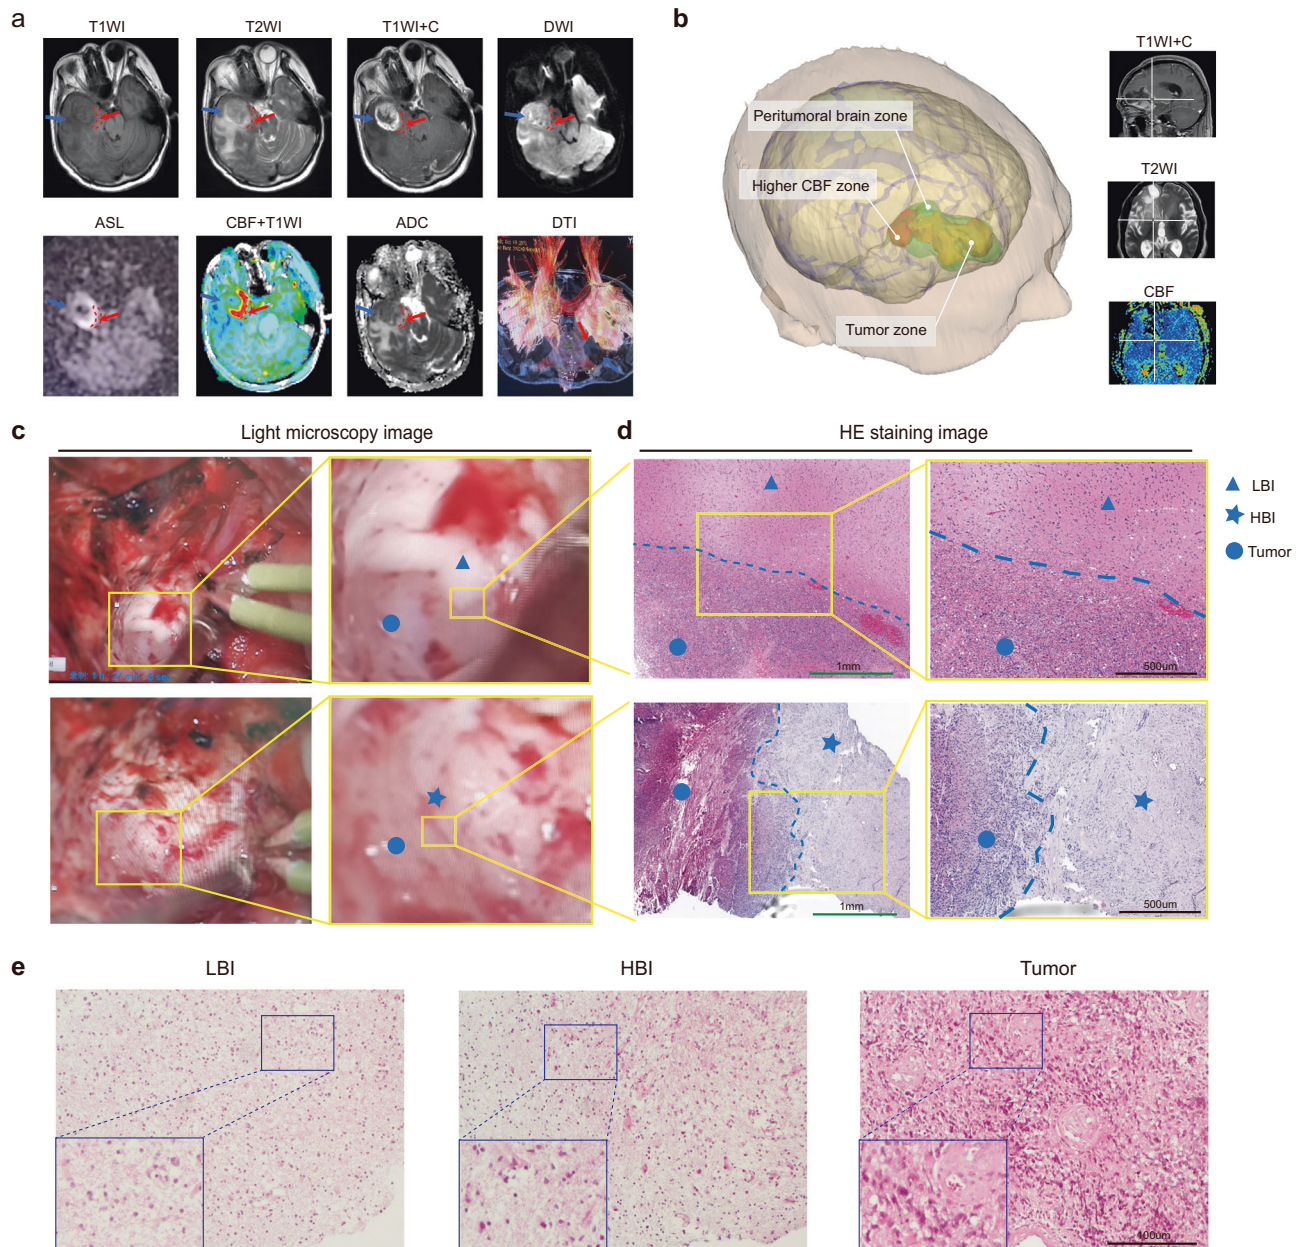 a
T1WI T2WI T1WI+C DWI
ASL CBF+T1WI ADC DTI
b
Peritumoral brain zone
Higher CBF zone
Tumor zone
T1WI+C
T2WI
CBF
c
Light microscopy image
d
HE staining image
LBI
HBI
Tumor
1mm
500um
1mm
500um
e
LBI HBI Tumor
100um